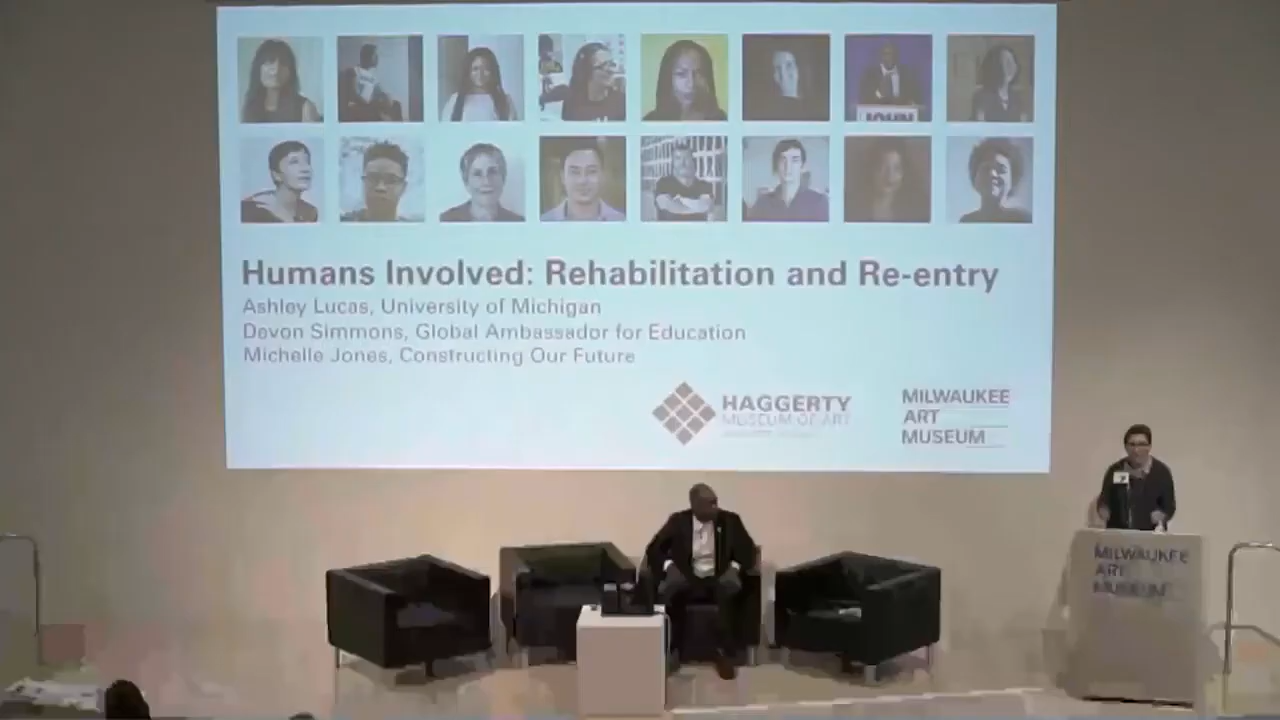 JOHN
Humans Involved: Rehabilitation and Re-entry
Ashley Lucas, University of Michigan
Devon Simmons, Global Ambassador for Education
Michelle Jones, Constructing Our Future
HAGGERTY
MUSEUM OF ART
MILWAUKEE
ART
MUSEUM
MILWAUKEE
ART
MUSEUM